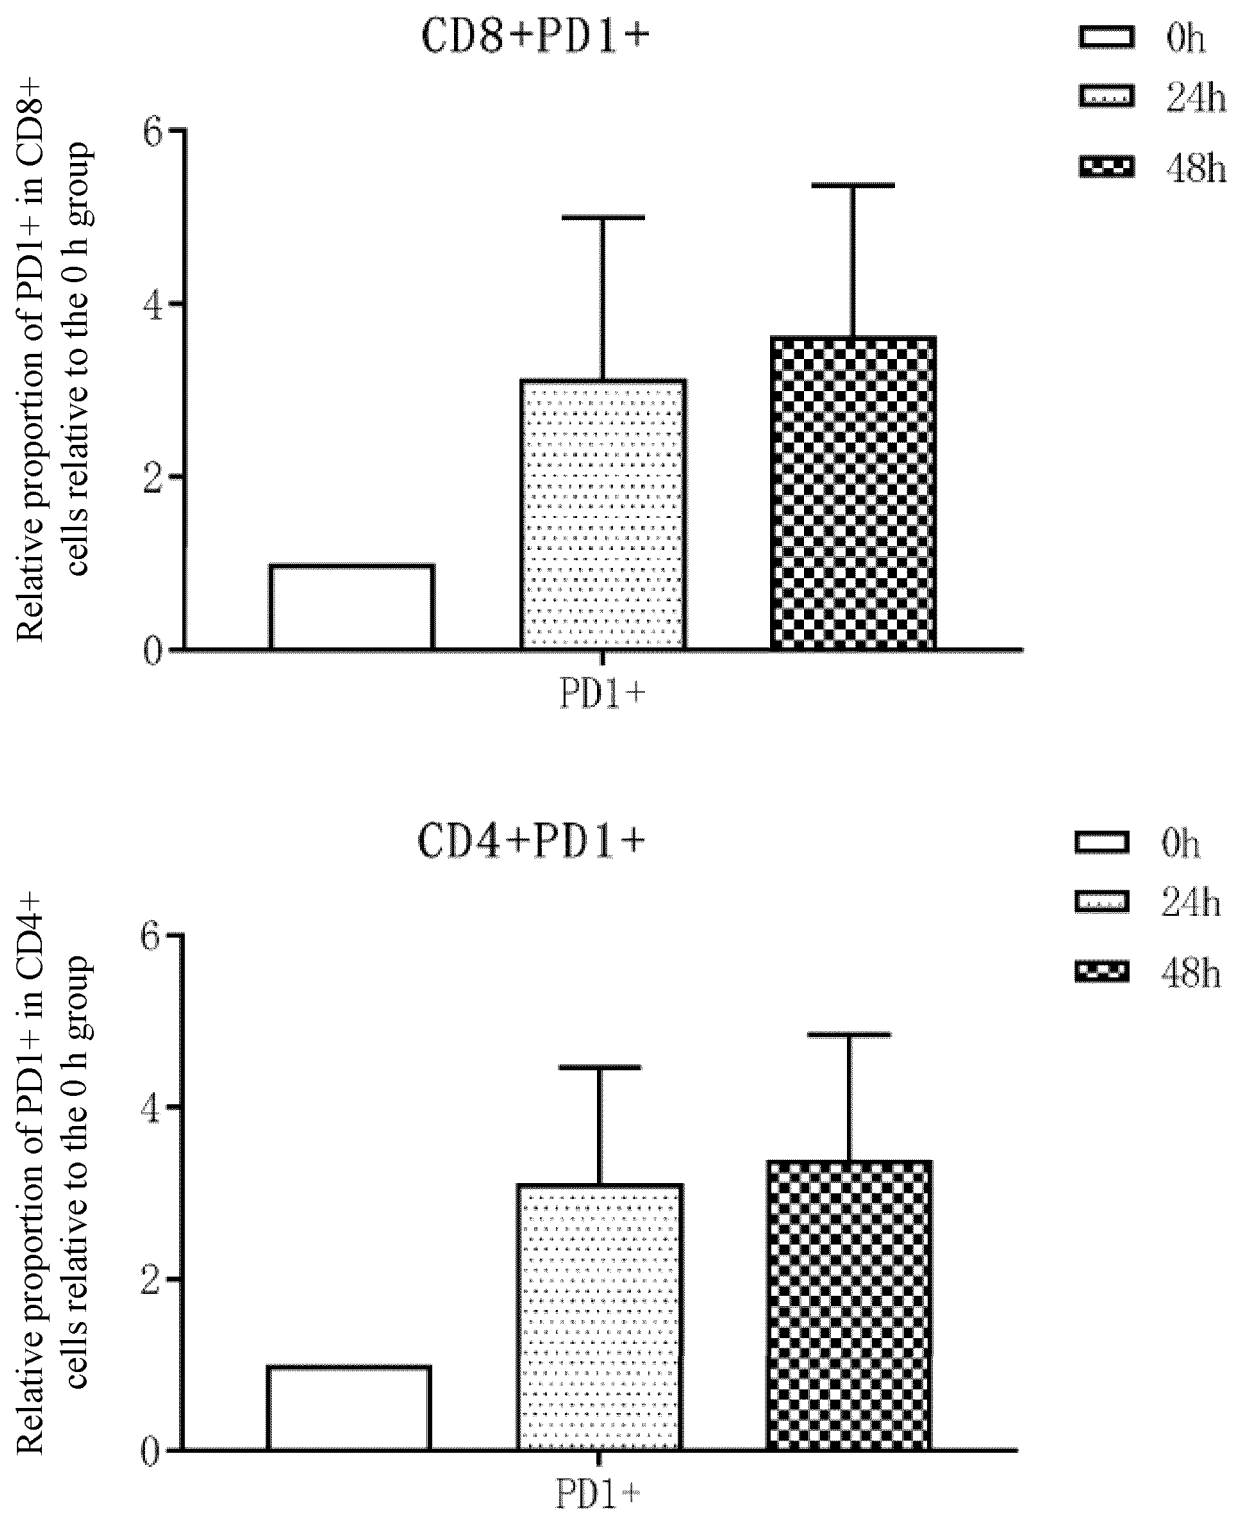 CD8+PD1+
0h
24h
48h
Relative proportion of PD1+ in CD8+
cells relative to the 0 h group
6
4
2
0
PD1+
CD4+PD1+
0h
24h
48h
Relative proportion of PD1+ in CD4+
cells relative to the 0 h group
6
4
2
0
PD1+